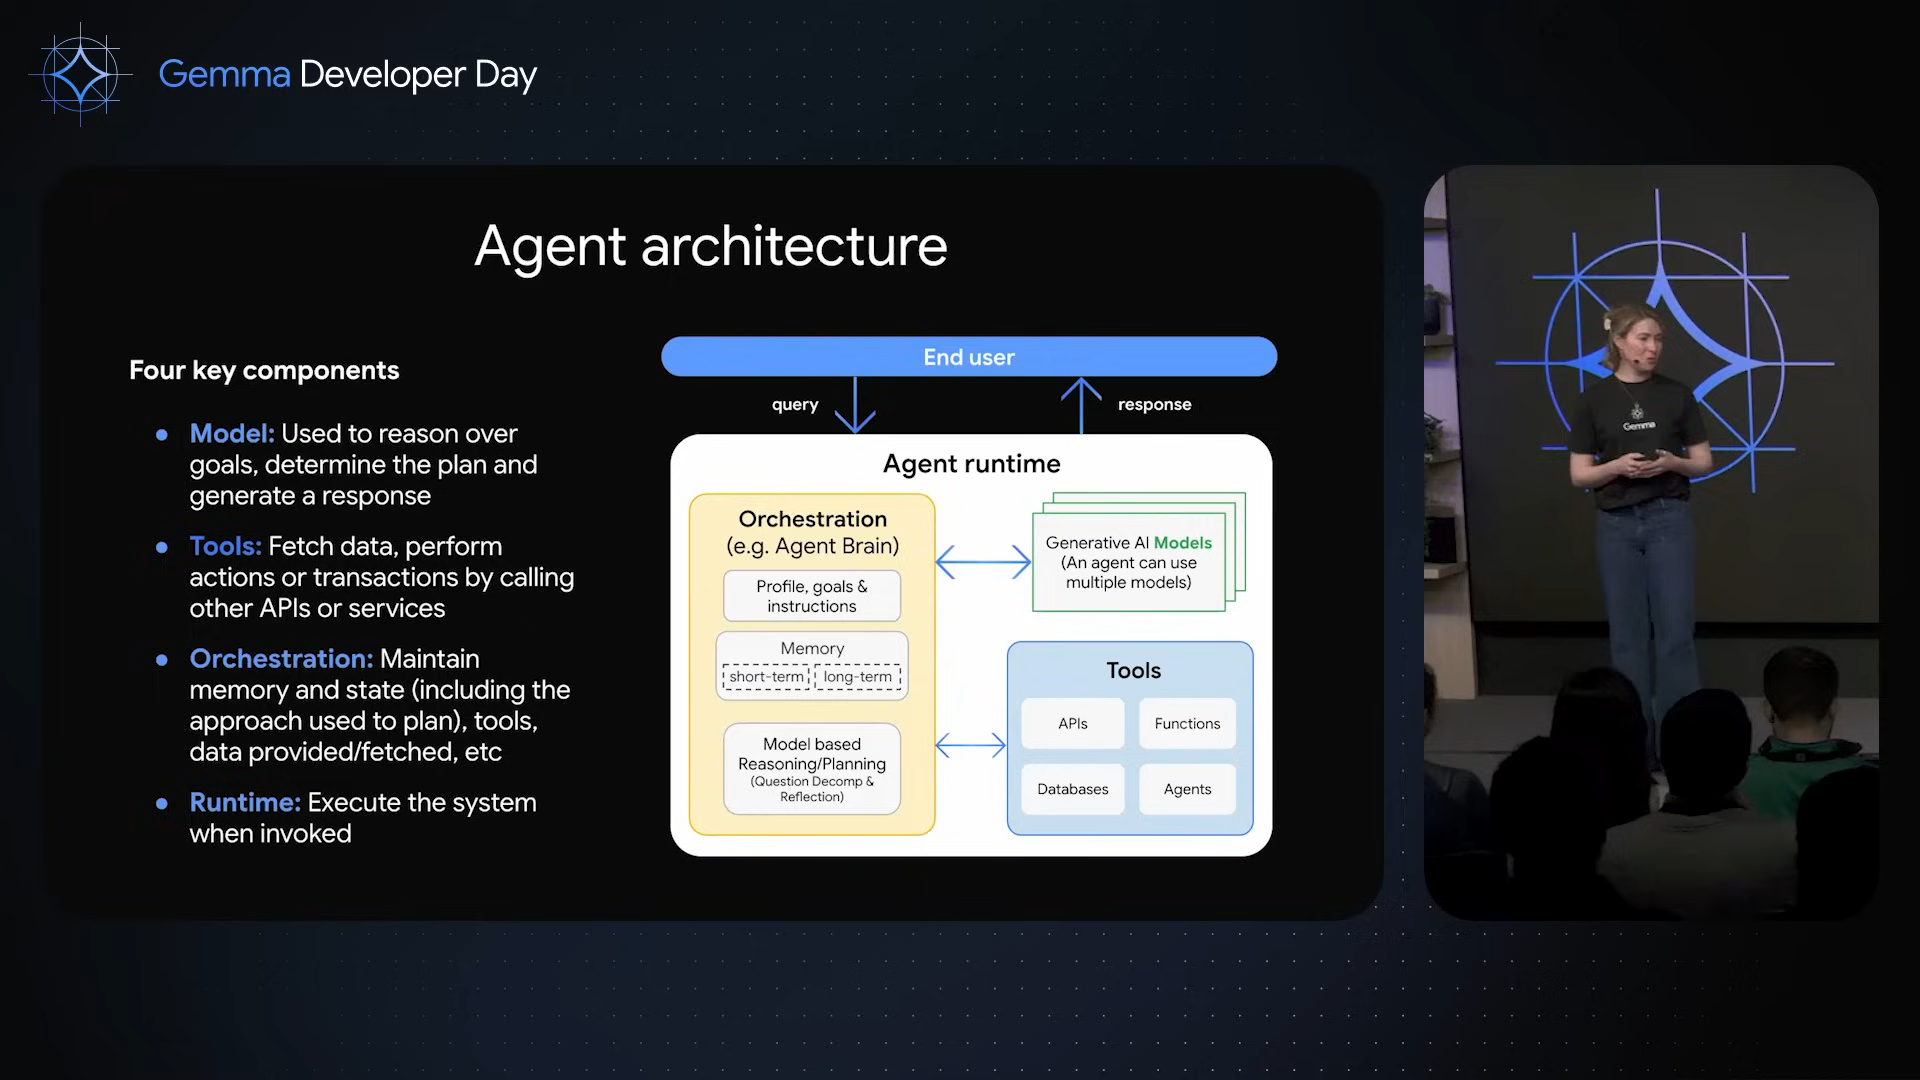 Gemma Developer Day
Agent architecture
Four key components
Model: Used to reason over
goals, determine the plan and
generate a response
Tools: Fetch data, perform
actions or transactions by calling
other APIs or services
Orchestration: Maintain
memory and state (including the
approach used to plan), tools,
data provided/fetched, etc
Runtime: Execute the system
when invoked
End user
query
response
Agent runtime
Orchestration
(e.g. Agent Brain)
Profile, goals &
instructions
Memory
short-term
long-term
Model based
Reasoning/Planning
(Question Decomp &
Reflection)
Generative AI Models
(An agent can use
multiple models)
Tools
APIs
Functions
Databases
Agents
Gemma